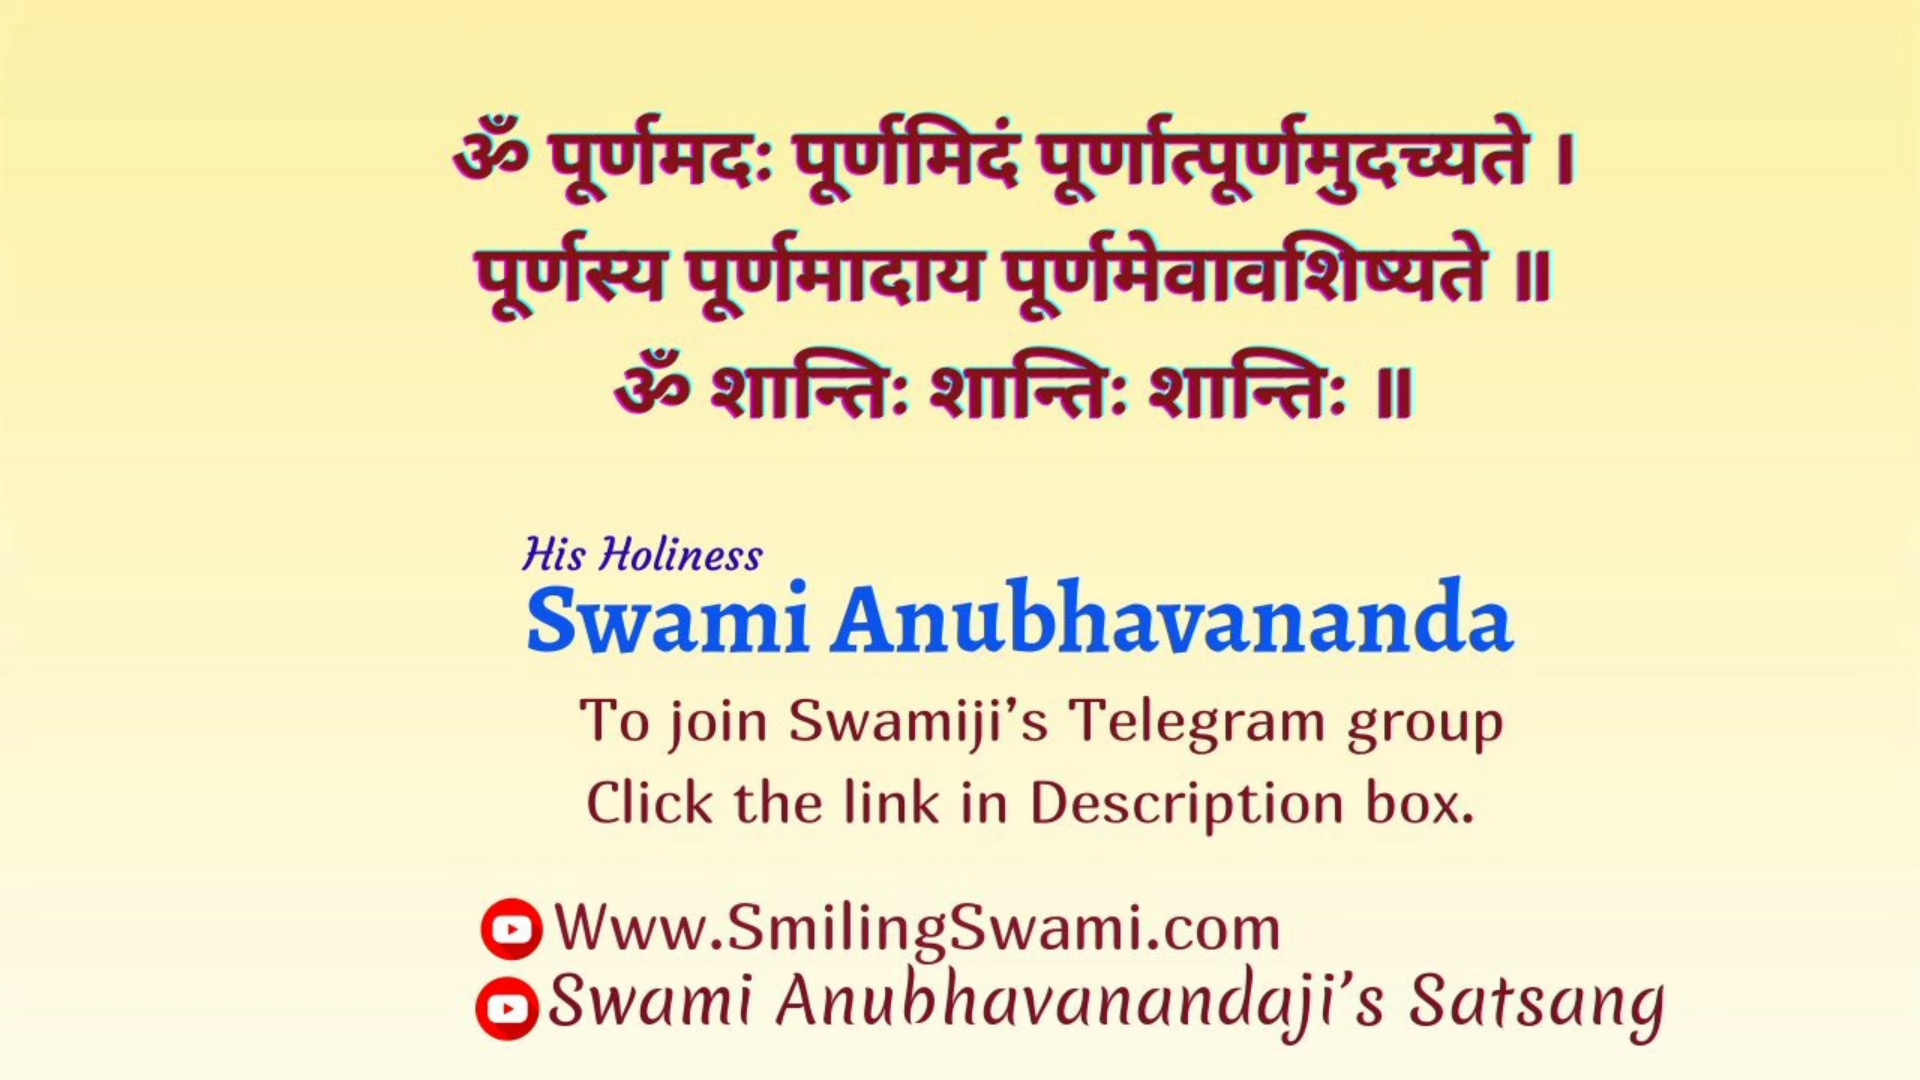 ॐ पूर्णमदः पूर्णमिदं पूर्णात्पूर्णमुदच्यते ।
पूर्णस्य पूर्णमादाय पूर्णमेवावशिष्यते ॥
ॐ शान्तिः शान्तिः शान्तिः ॥
His Holiness
Swami Anubhavananda
To join Swamiji’s Telegram group
Click the link in Description box.
Www.SmilingSwami.com
Swami Anubhavanandaji’s Satsang